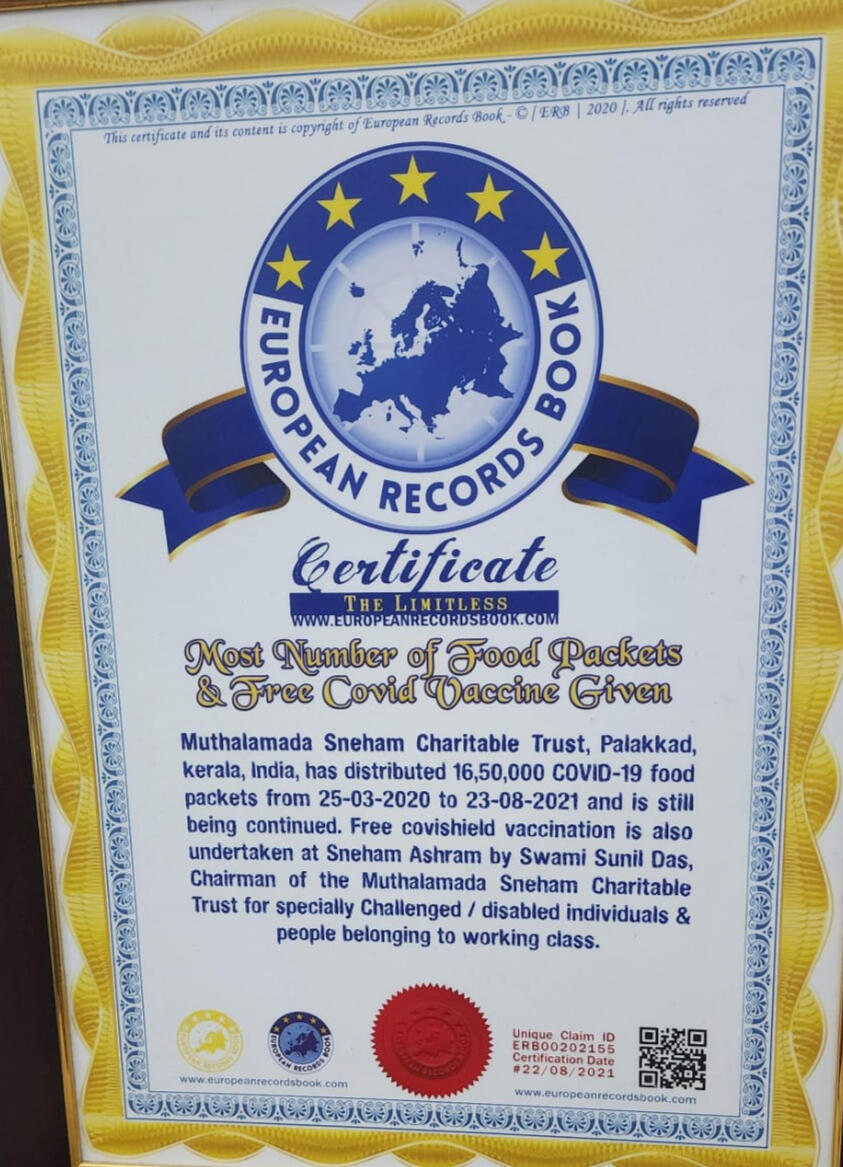 This certificate and its content is copyright of European Records Book - © [ ERB | 2020 ]. All rights reserved
EUROPEAN RECORDS BOOK
Certificate
THE LIMITLESS
WWW.EUROPEANRECORDSBOOK.COM
Most Number of Food Packets
& Free Covid Vaccine Given
Muthalamada Sneham Charitable Trust, Palakkad,
kerala, India, has distributed 16,50,000 COVID-19 food
packets from 25-03-2020 to 23-08-2021 and is still
being continued. Free covishield vaccination is also
undertaken at Sneham Ashram by Swami Sunil Das,
Chairman of the Muthalamada Sneham Charitable
Trust for specially Challenged / disabled individuals &
people belonging to working class.
EUROPEAN RECORDS BOOK
www.europeanrecordsbook.com
Unique Claim ID
ERB00202155
Certification Date
#22/08/2021
www.europeanrecordsbook.com